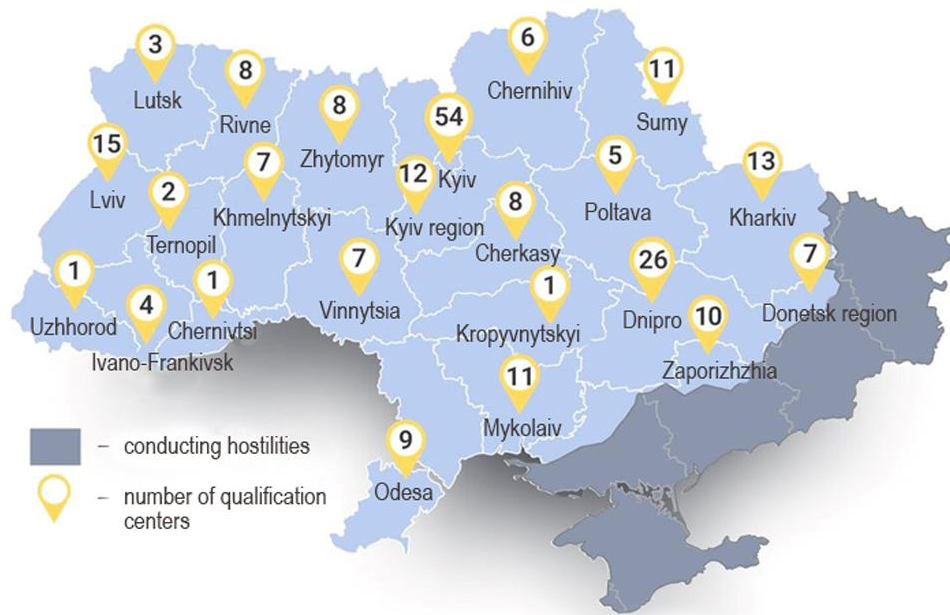 3
Lutsk
8
Rivne
8
Zhytomyr
54
Kyiv
6
Chernihiv
11
Sumy
15
Lviv
2
Ternopil
7
Khmelnytskyi
12
Kyiv region
8
Cherkasy
5
Poltava
13
Kharkiv
1
Uzhhorod
4
Ivano-Frankivsk
1
Chernivtsi
7
Vinnytsia
1
Kropyvnytskyi
26
Dnipro
10
Zaporizhzhia
7
Donetsk region
11
Mykolaiv
9
Odesa
– conducting hostilities
– number of qualification
centers